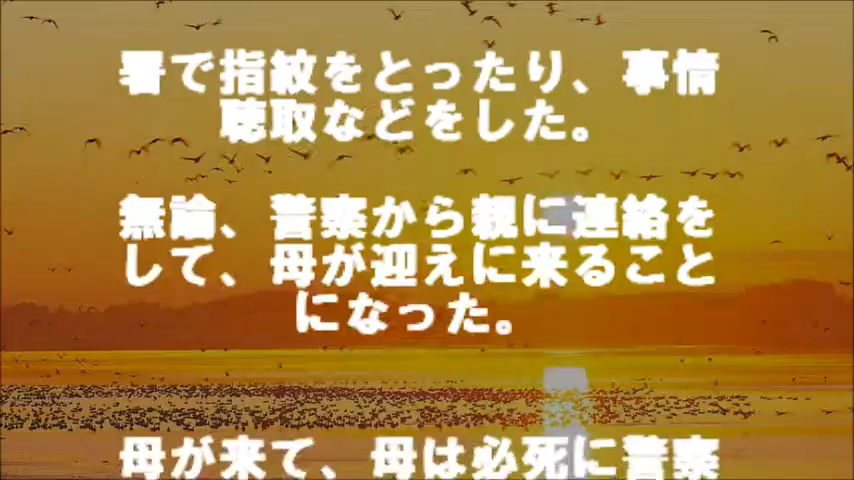 署で指紋をとったり、事情
聴取などをした。
無論、警察から親に連絡を
して、母が迎えに来ること
になった。
母が来て、母は必死に警察